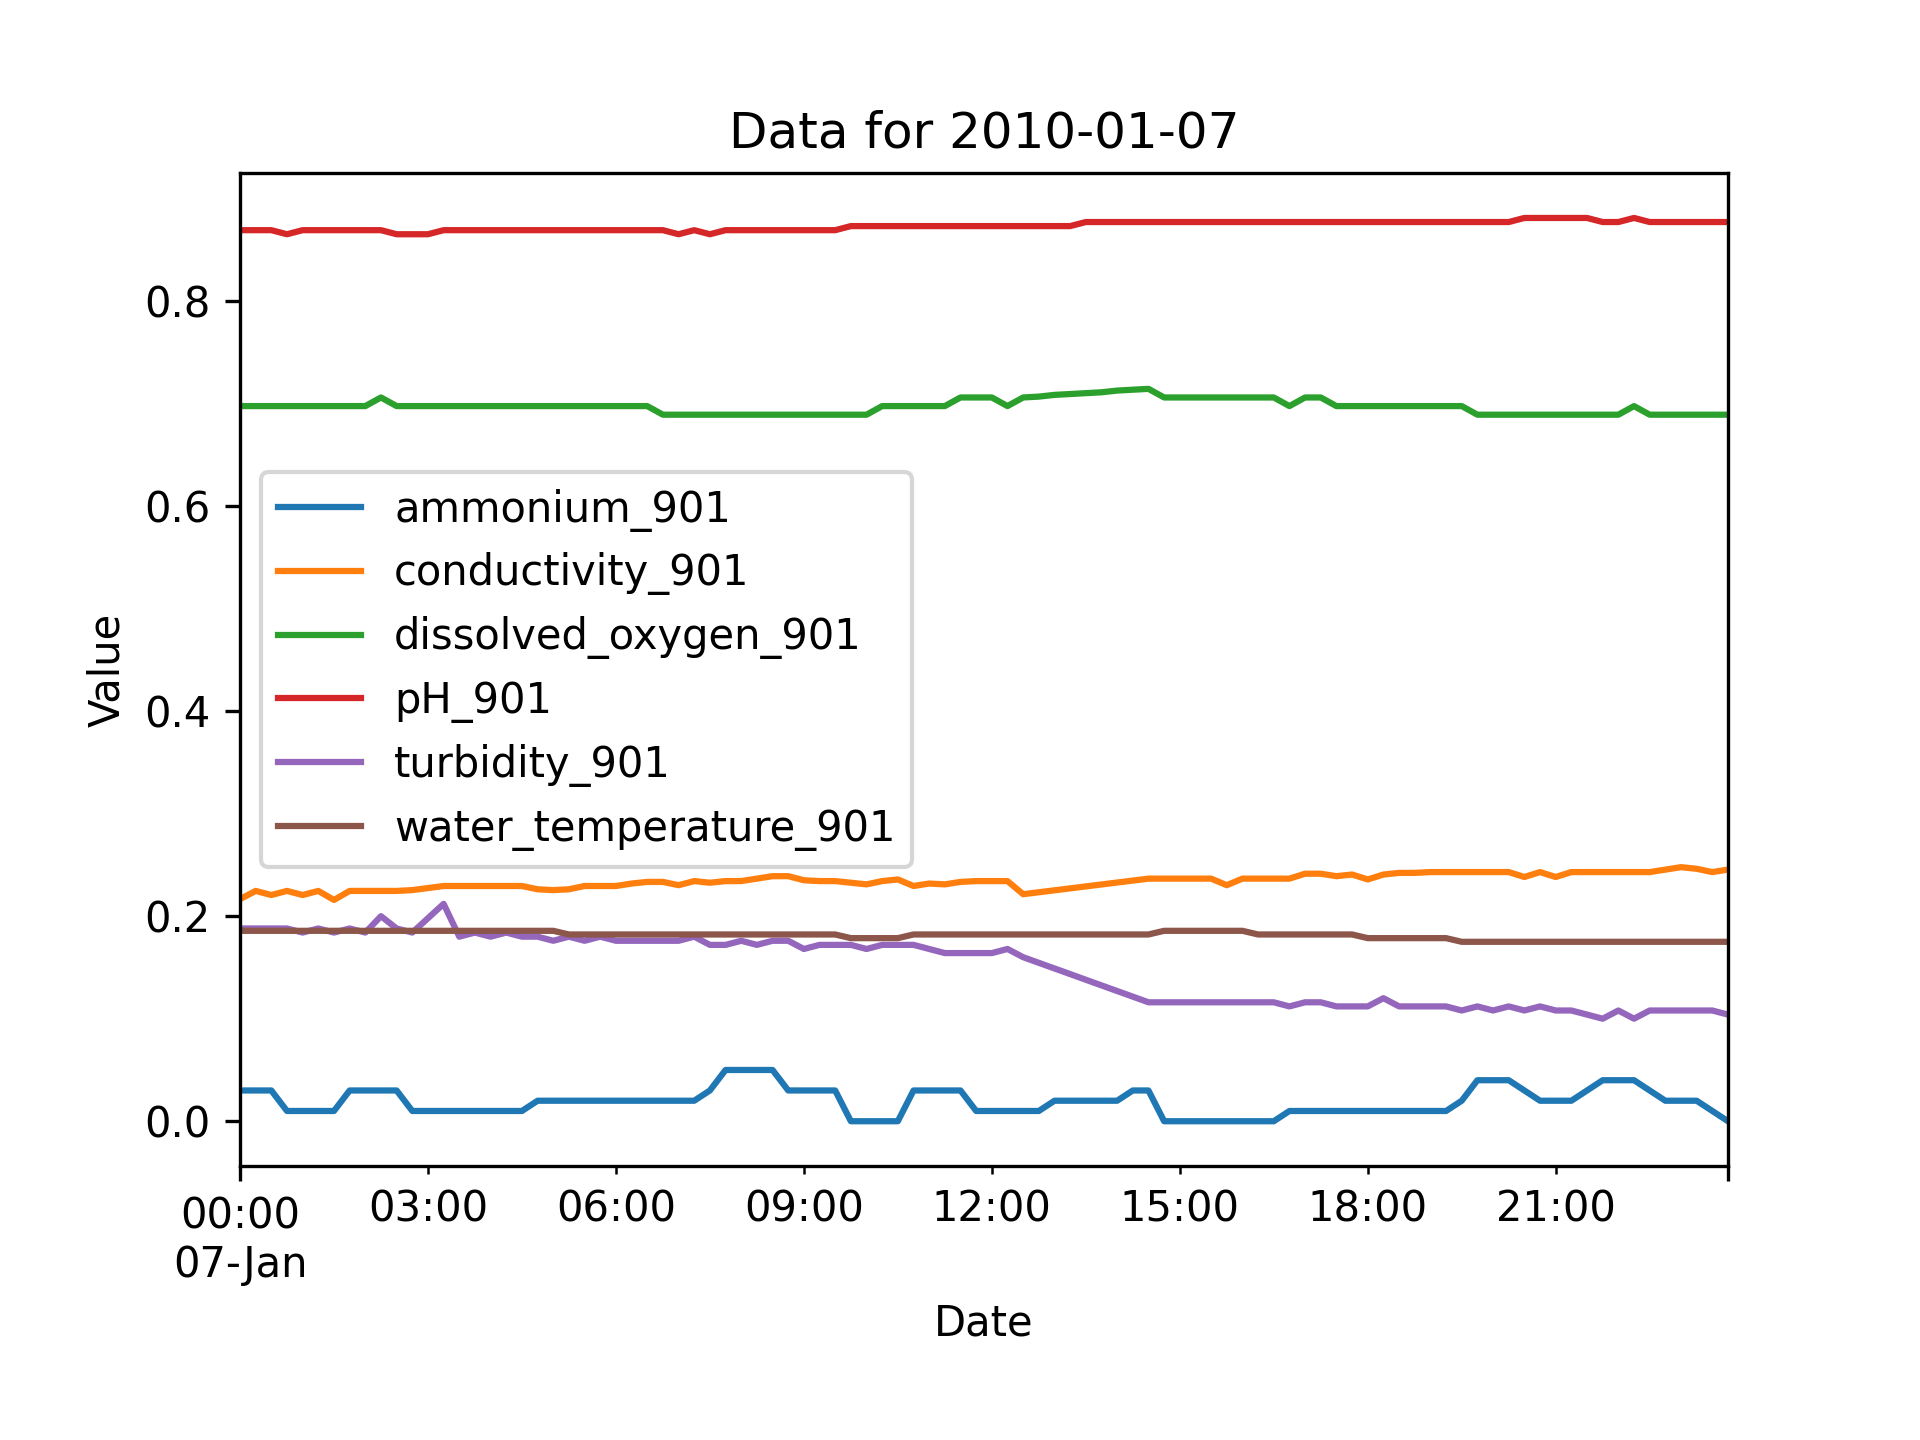 Data for 2010-01-07
Value
0.8
0.6
0.4
0.2
0.0
ammonium_901
conductivity_901
dissolved_oxygen_901
pH_901
turbidity_901
water_temperature_901
00:00 03:00 06:00 09:00 12:00 15:00 18:00 21:00
07-Jan
Date